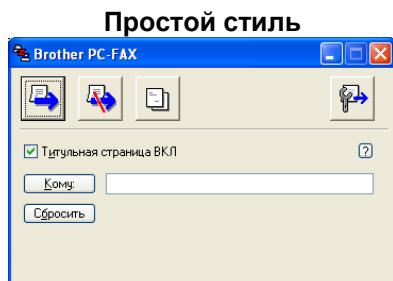 Простой стиль
Brother PC-FAX
Титульная страница ВКЛ
?
Кому:
Сбросить